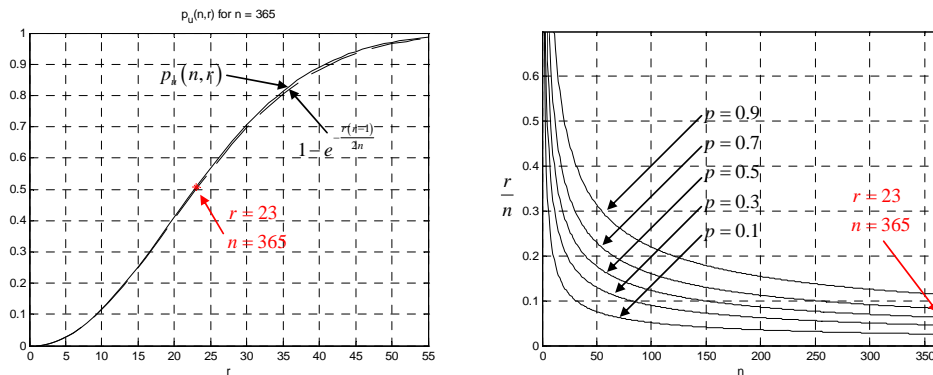 p_u(n,r) for n = 365
1
0.9
0.8
0.7
0.6
0.5
0.4
0.3
0.2
0.1
0
p_u (n, r)
1 − e^{−\frac{r(r−1)}{2n}}
r = 23
n = 365
0 5 10 15 20 25 30 35 40 45 50 55
r
0.6
0.5
0.4
0.3
0.2
0.1
0
\frac{r}{n}
p = 0.9
p = 0.7
p = 0.5
p = 0.3
p = 0.1
r = 23
n = 365
0 50 100 150 200 250 300 350
n